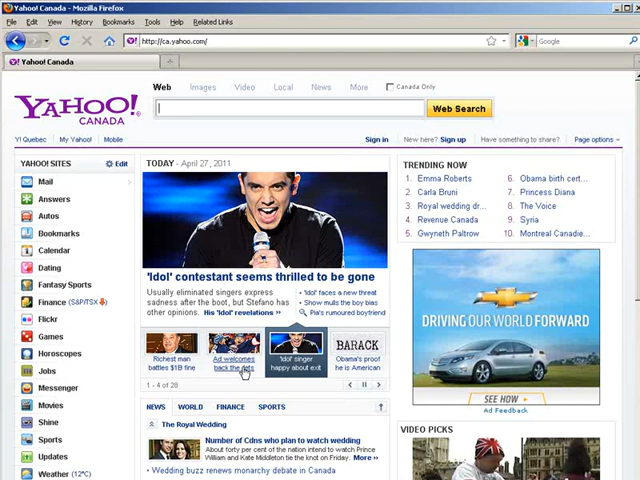 Yahoo! Canada - Mozilla Firefox
File Edit View History Bookmarks Tools Help Related Links
http://ca.yahoo.com/
Google
Yahoo! Canada
Web Images Video Local News More Canada Only
YAHOO!
CANADA
Web Search
Y! Quebec My Yahoo! Mobile
Sign in New here? Sign up Have something to share? Page options
YAHOO! SITES Edit
Mail
Answers
Autos
Bookmarks
Calendar
Dating
Fantasy Sports
Finance (S&P/TSX)
Flickr
Games
Horoscopes
Jobs
Messenger
Movies
Shine
Sports
Updates
Weather (12°C)
TODAY - April 27, 2011
'Idol' contestant seems thrilled to be gone
Usually eliminated singers express
sadness after the boot, but Stefano has
other opinions. His 'Idol' revelations »
• 'Idol' faces a new threat
• Show mulls the boy bias
Pia's rumoured boyfriend
Richest man
battles $1B fine
Ad welcomes
back the
'Idol' singer
happy about exit
BARACK
Obama's proof
he is American
1 - 4 of 28
NEWS WORLD FINANCE SPORTS
The Royal Wedding
Number of Cdns who plan to watch wedding
About forty per cent of the nation intend to watch Prince
William and Kate Middleton tie the knot on Friday. More »
• Wedding buzz renews monarchy debate in Canada
TRENDING NOW
1. Emma Roberts
2. Carla Bruni
3. Royal wedding dr...
4. Revenue Canada
5. Gwyneth Paltrow
6. Obama birth cert...
7. Princess Diana
8. The Voice
9. Syria
10. Montreal Canadie...
DRIVING OUR WORLD FORWARD
SEE HOW
Ad Feedback
VIDEO PICKS